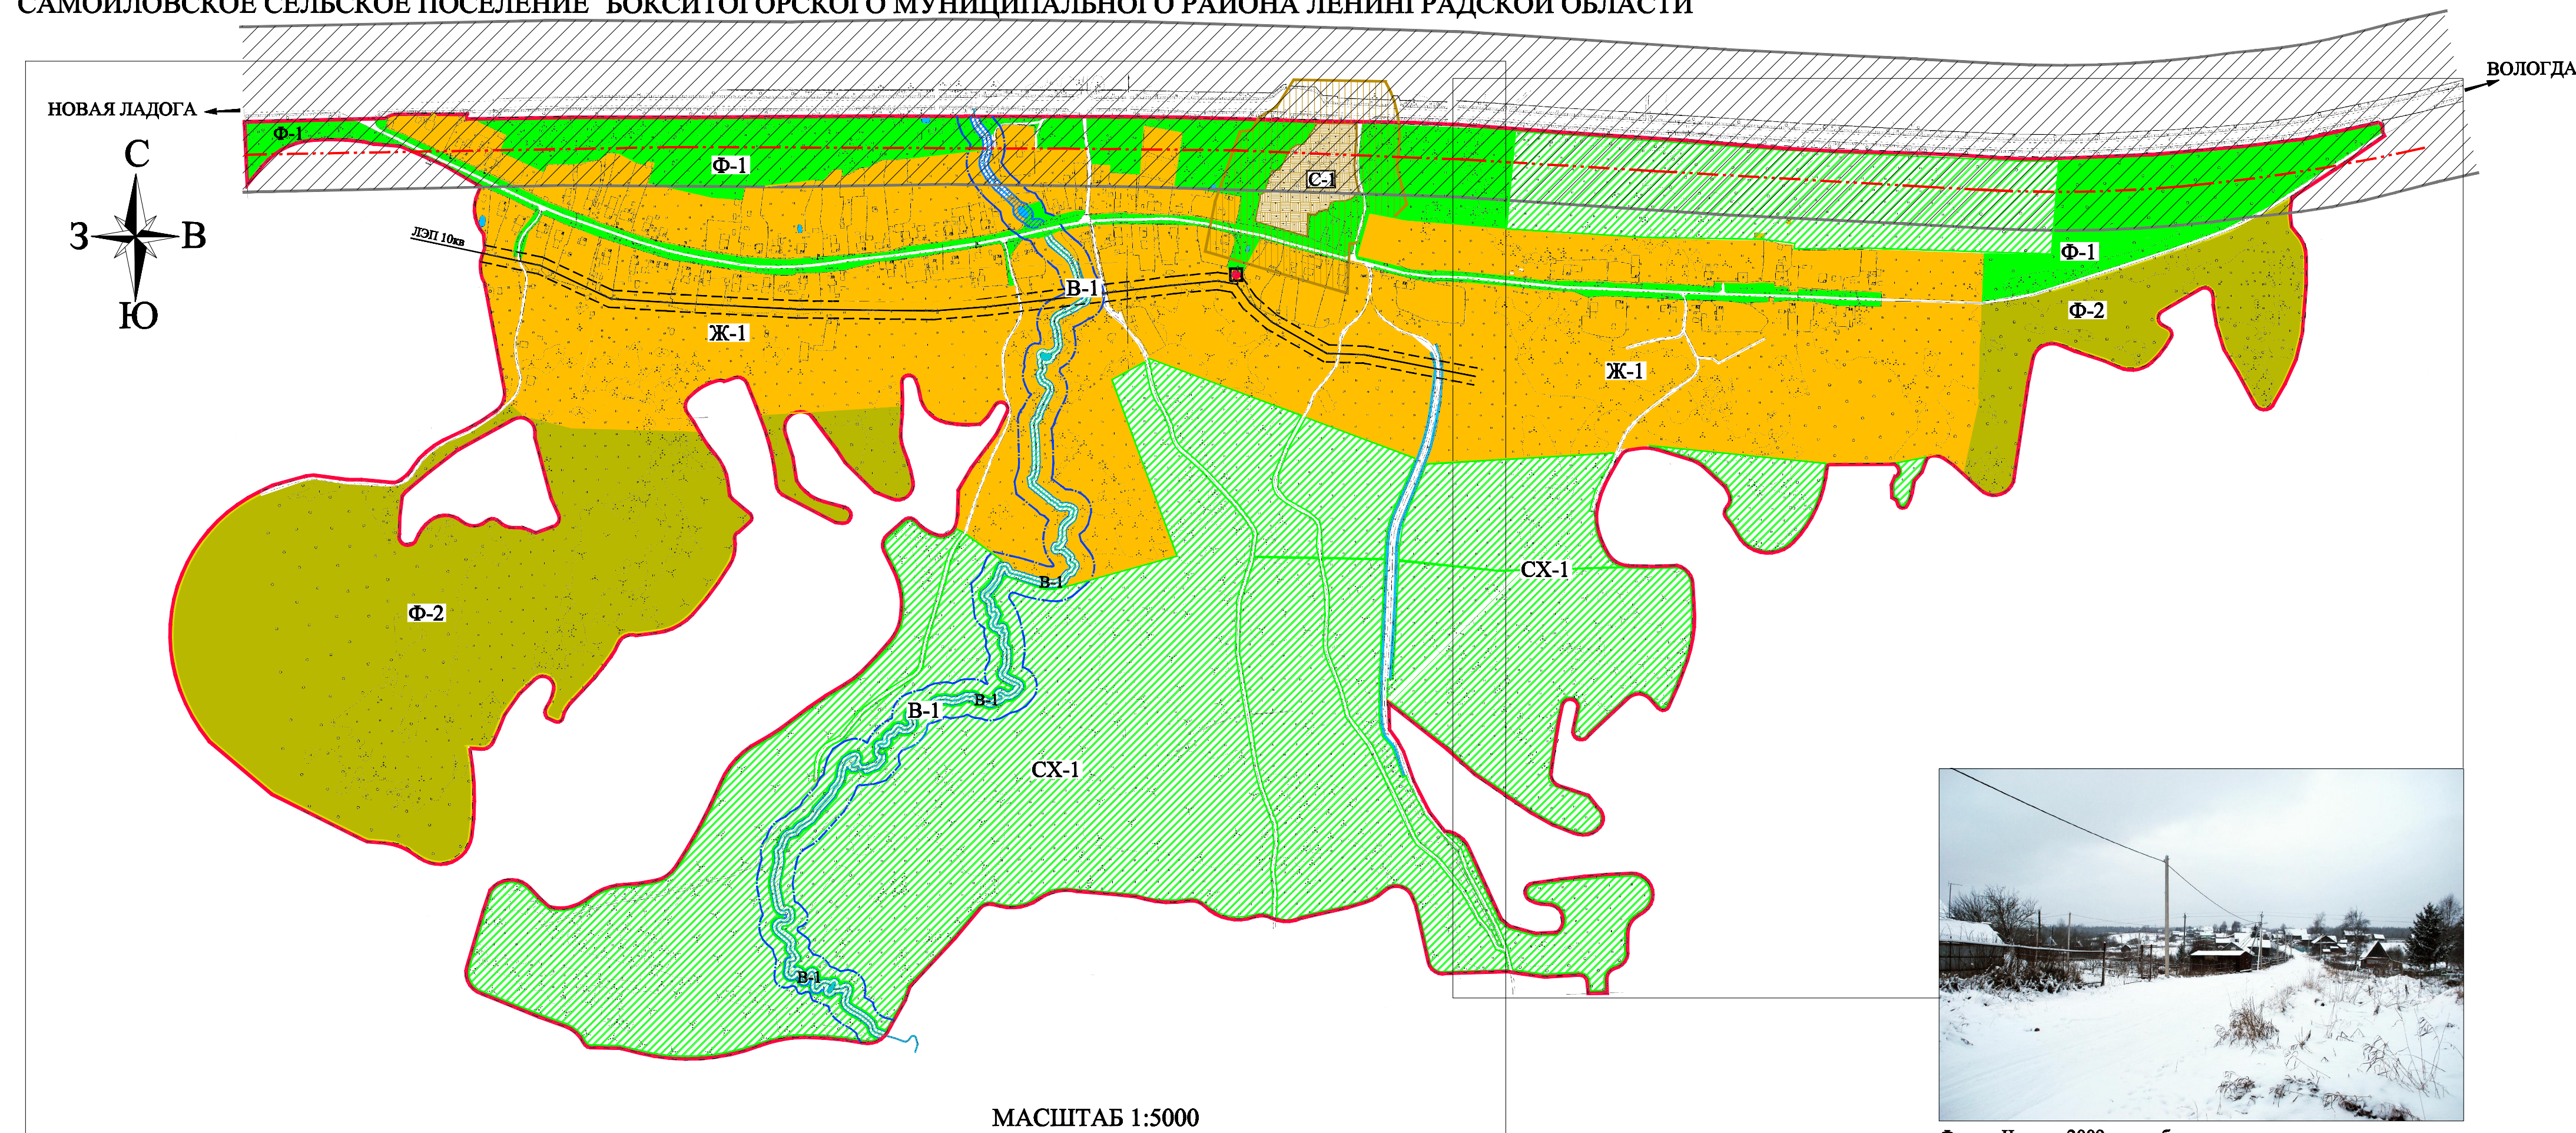 САМОЙЛОВСКОЕ СЕЛЬСКОЕ ПОСЕЛЕНИЕ БОКСИТОГОРСКОГО МУНИЦИПАЛЬНОГО РАЙОНА ЛЕНИНГРАДСКОЙ ОБЛАСТИ
ВОЛОГДА
НОВАЯ ЛАДОГА
Ф-1
С
Ф-1
С-1
З
В
ЛЭП 10кв
Ф-1
В-1
Ю
Ф-2
Ж-1
Ж-1
СХ-1
В-1
Ф-2
В-1
В-1
СХ-1
В-1
МАСШТАБ 1:5000